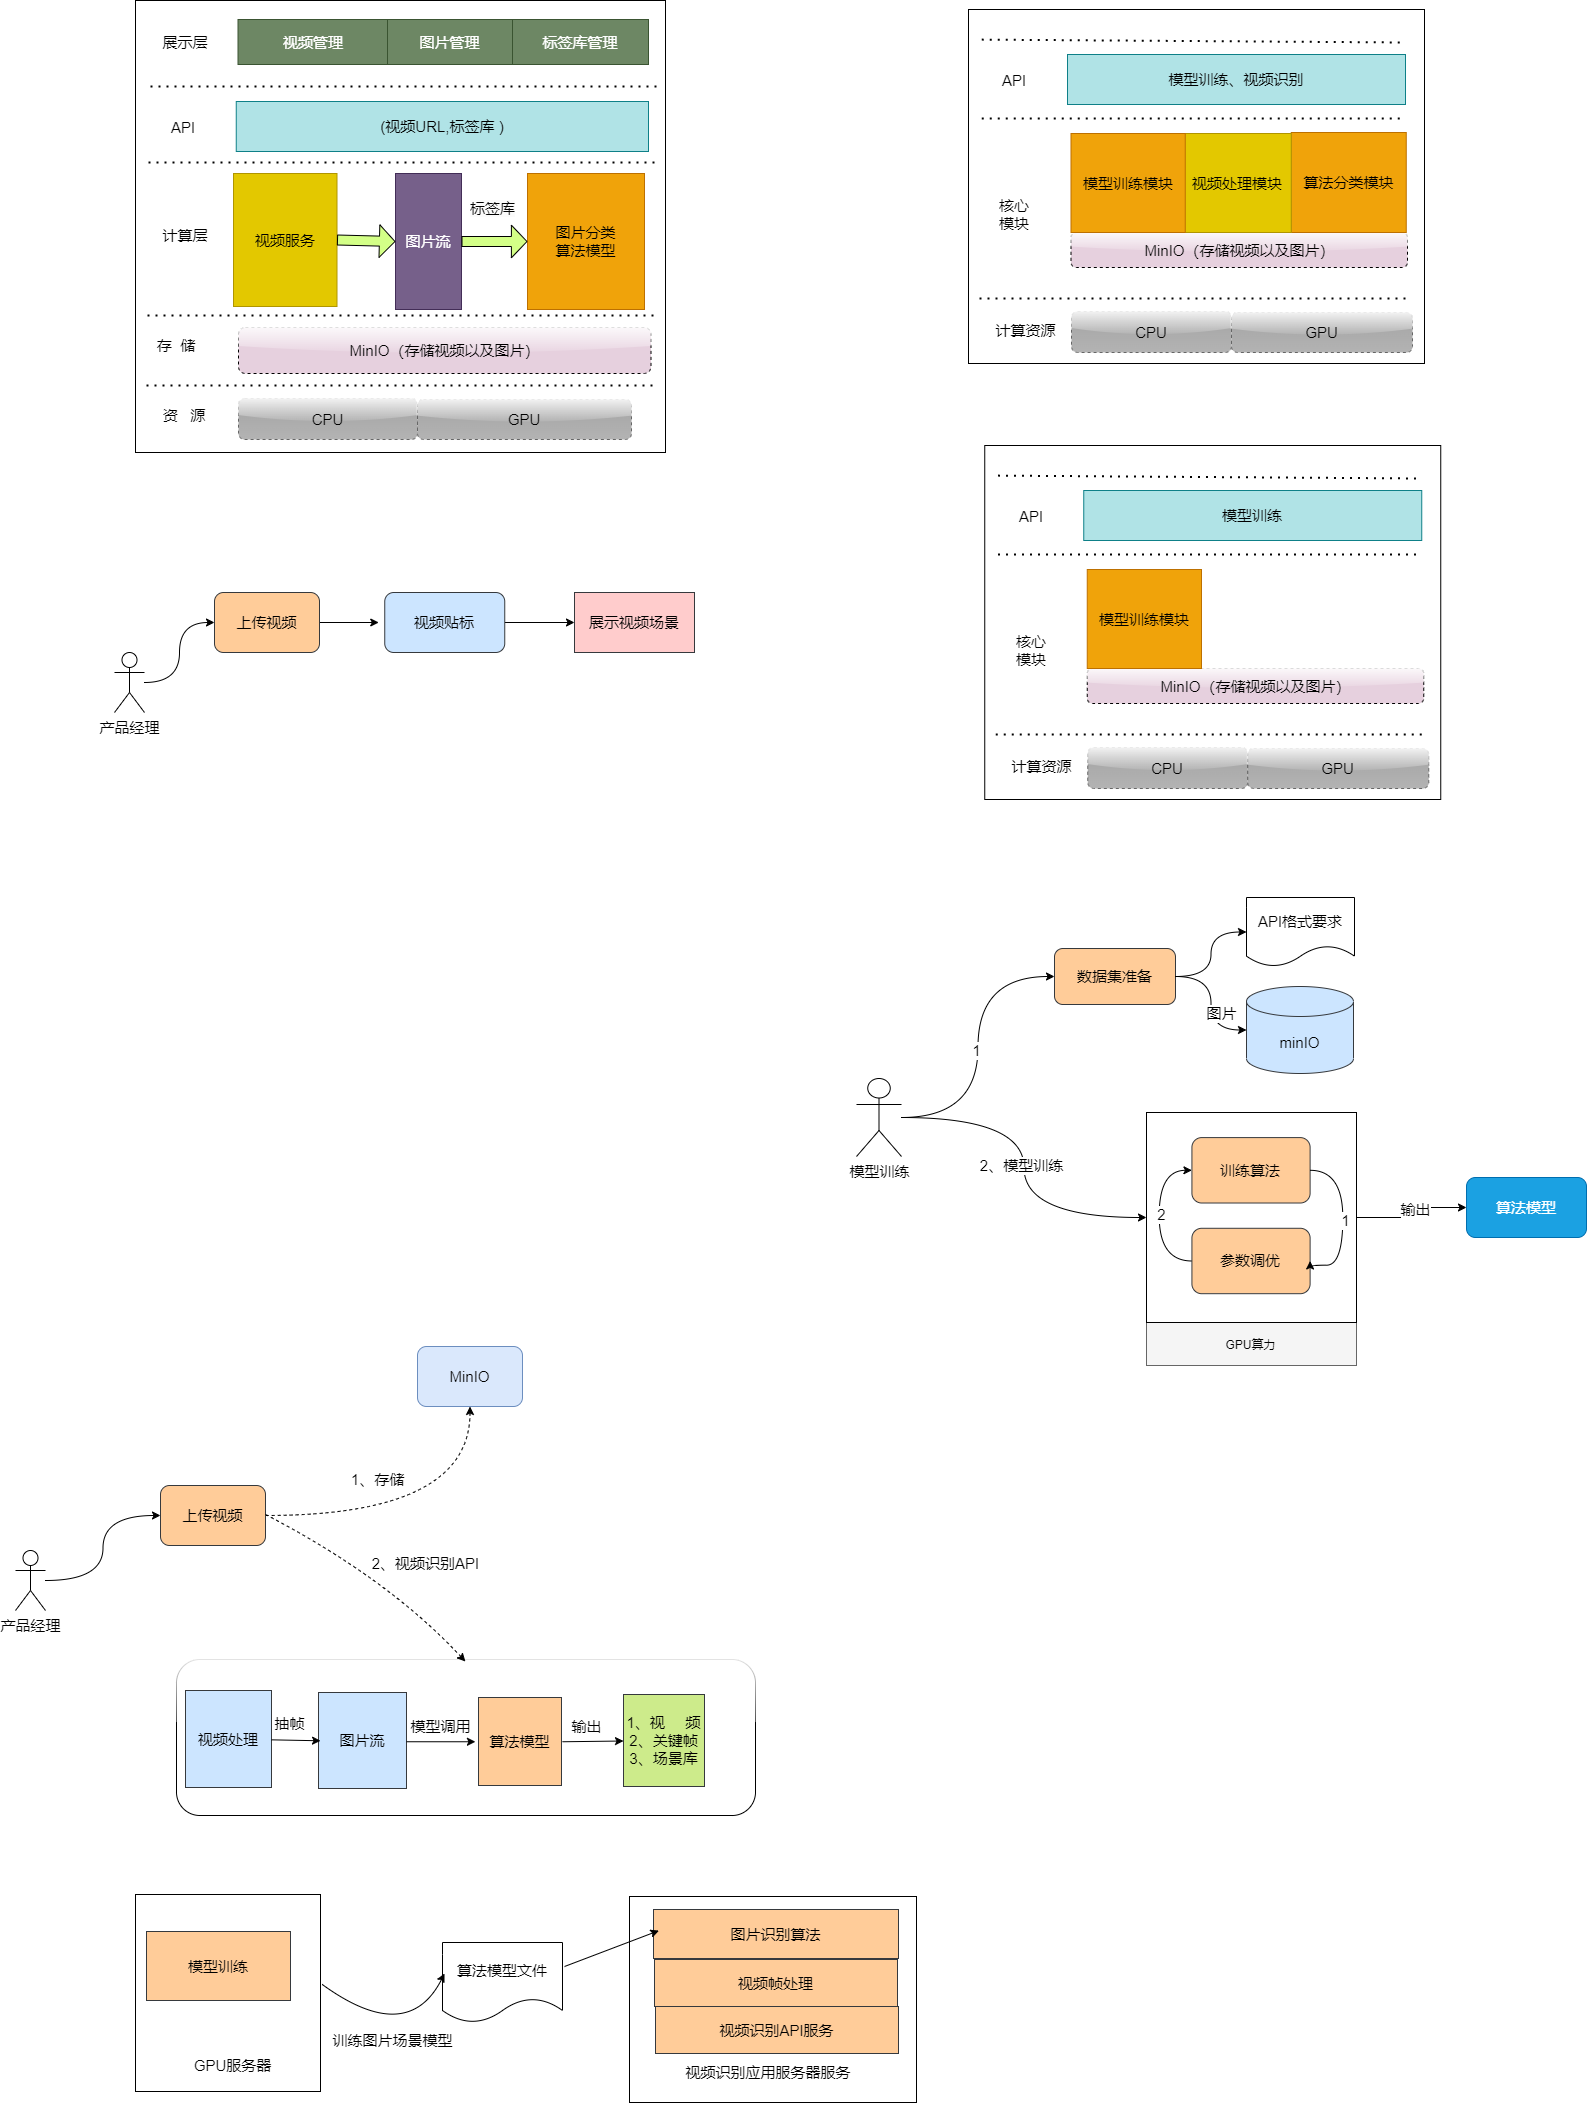 展示层
视频管理
图片管理
标签库管理
API
(视频URL,标签库 )
计算层
视频服务
图片流
标签库
图片分类
算法模型
存 储
MinIO（存储视频以及图片）
资 源
CPU
GPU
API
模型训练、视频识别
核心
模块
模型训练模块
视频处理模块
算法分类模块
MinIO（存储视频以及图片）
计算资源
CPU
GPU
API
模型训练
核心
模块
模型训练模块
MinIO（存储视频以及图片）
计算资源
CPU
GPU
上传视频
视频贴标
展示视频场景
产品经理
API格式要求
数据集准备
图片
minIO
1
模型训练
2、模型训练
训练算法
2
1
参数调优
GPU算力
输出
算法模型
MinIO
1、存储
上传视频
2、视频识别API
产品经理
视频处理
抽帧
图片流
模型调用
算法模型
输出
1、视 频
2、关键帧
3、场景库
模型训练
GPU服务器
训练图片场景模型
算法模型文件
图片识别算法
视频帧处理
视频识别API服务
视频识别应用服务器服务